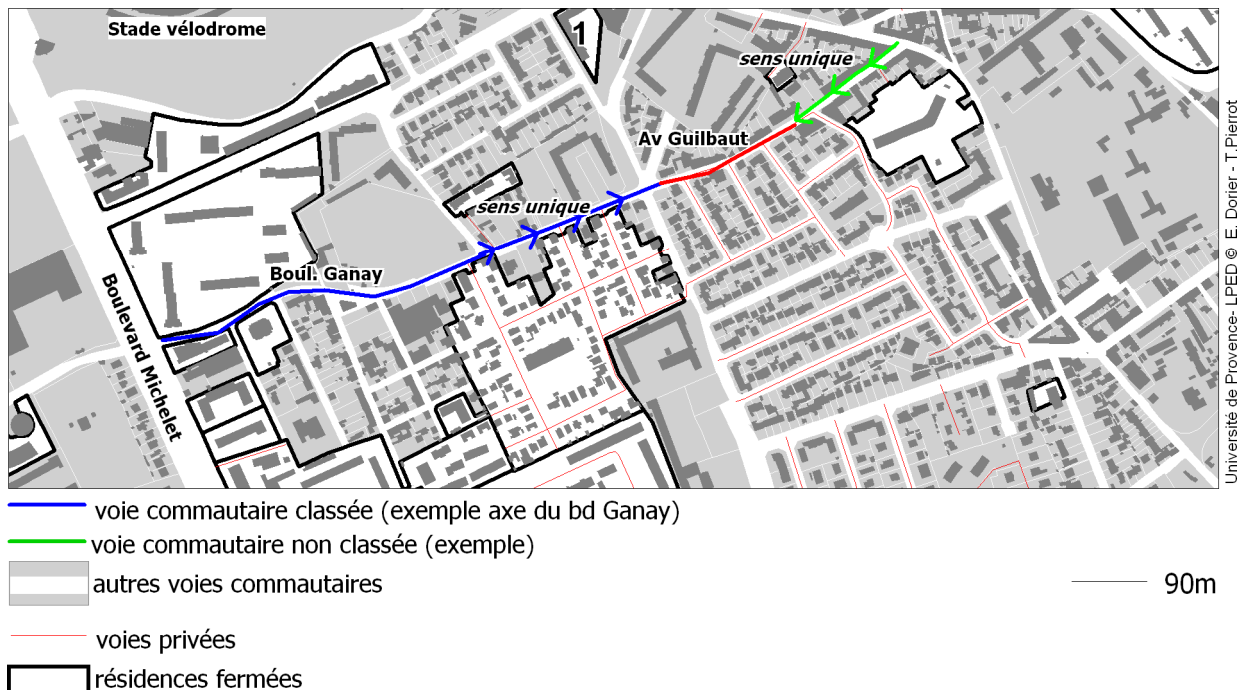 Stade vélodrome
1
sens unique
Av Guilbaut
sens unique
Boul. Ganay
Boulevard Michelet
Université de Provence- LPED © E. Dorier - T.Pierrot
voie commautaire classée (exemple axe du bd Ganay)
voie commautaire non classée (exemple)
autres voies commautaires
90m
voies privées
résidences fermées